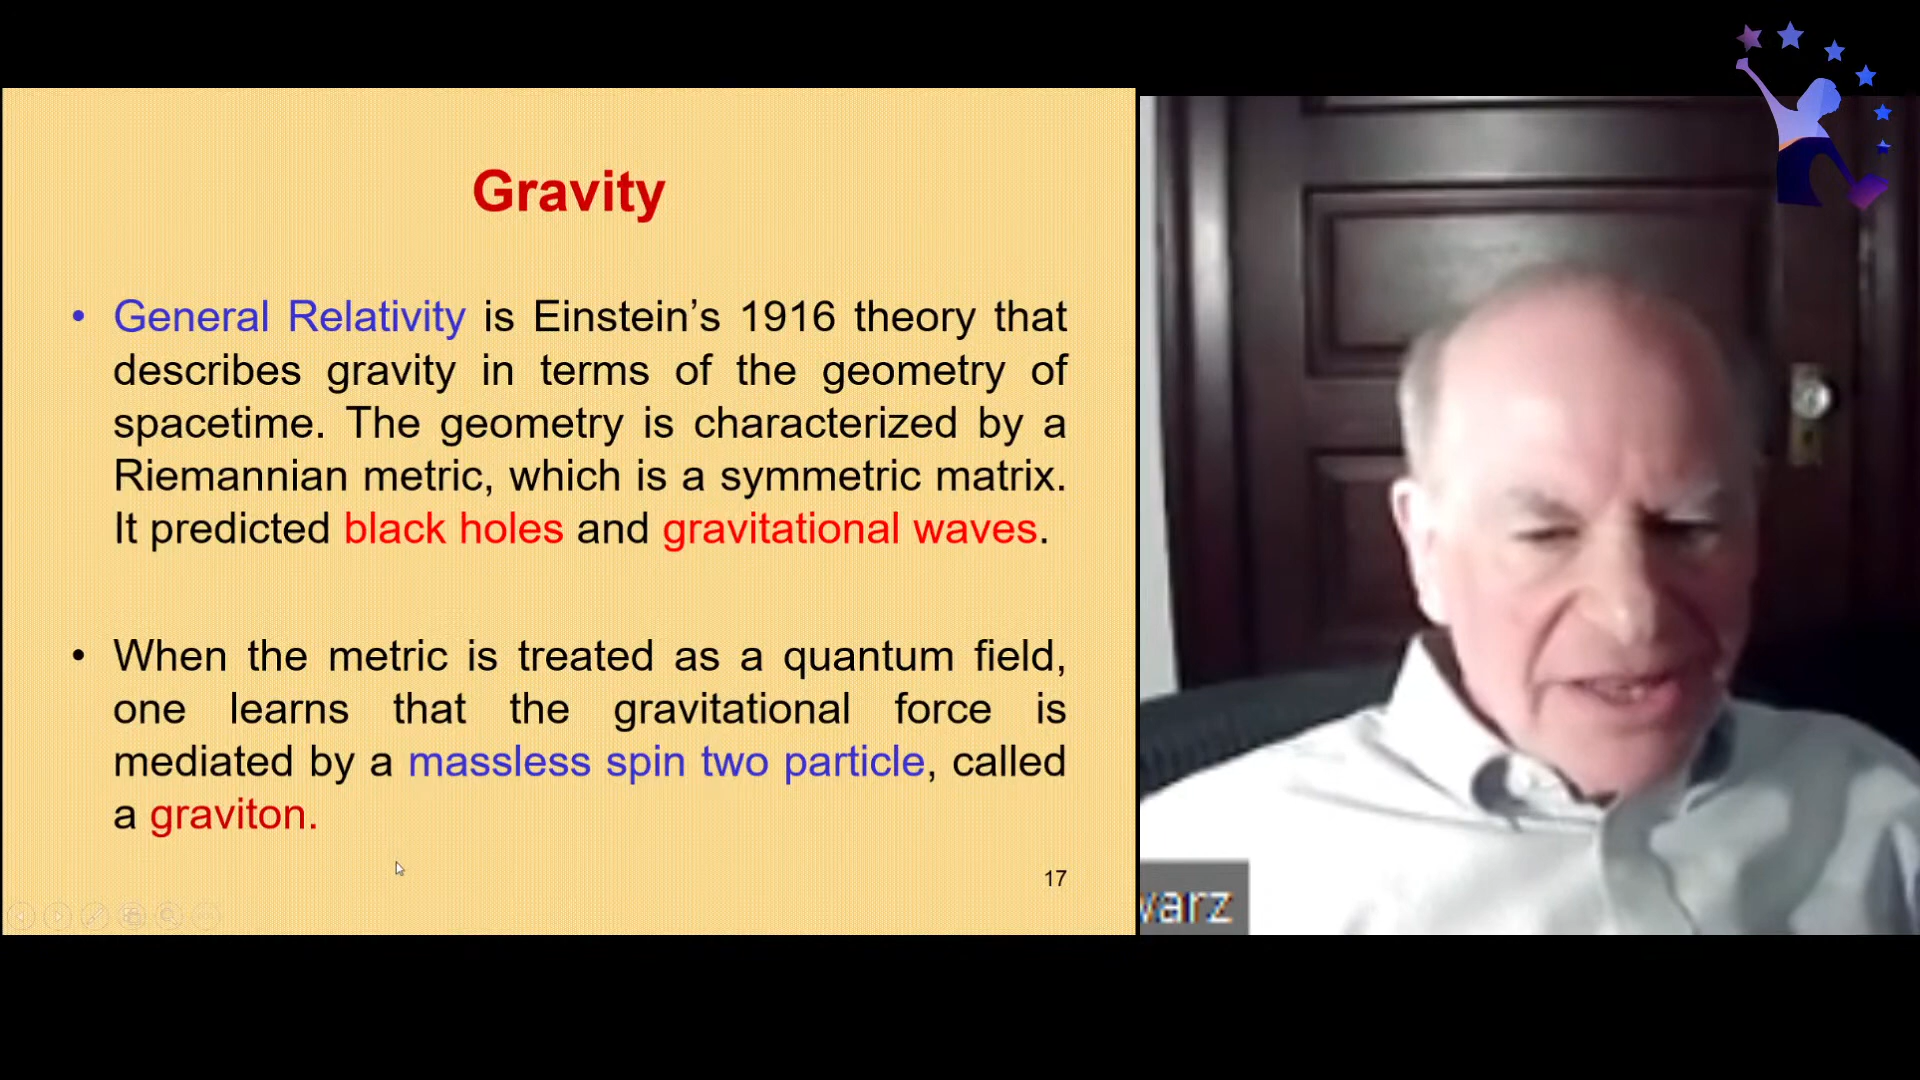 Gravity
• General Relativity is Einstein’s 1916 theory that
describes gravity in terms of the geometry of
spacetime. The geometry is characterized by a
Riemannian metric, which is a symmetric matrix.
It predicted black holes and gravitational waves.
• When the metric is treated as a quantum field,
one learns that the gravitational force is
mediated by a massless spin two particle, called
a graviton.
17
warz